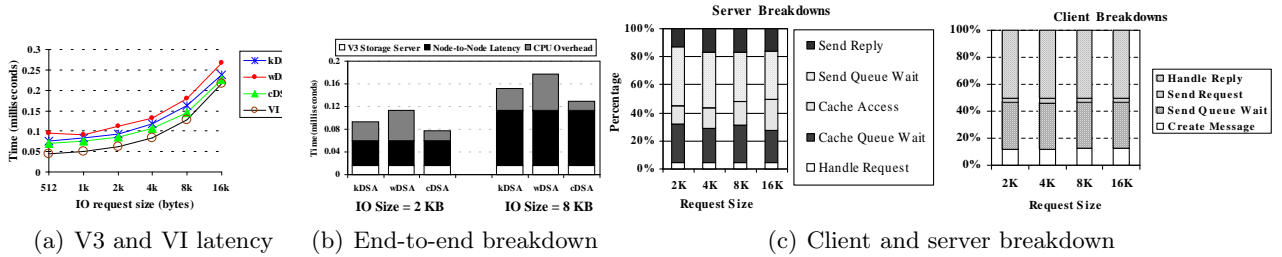 0.3
0.25
0.2
0.15
0.1
0.05
0
Time (milliseconds)
512 1k 2k 4k 8k 16k
IO request size (bytes)
kD
wD
cDS
VI
V3 Storage Server Node-to-Node Latency CPU Overhead
0.2
0.16
0.12
0.08
0.04
0
Time(milliseconds)
kDSA wDSA cDSA kDSA wDSA cDSA
IO Size = 2 KB IO Size = 8 KB
Server Breakdowns
100%
80%
60%
40%
20%
0%
Percentage
2K 4K 8K 16K
Request Size
Send Reply
Send Queue Wait
Cache Access
Cache Queue Wait
Handle Request
Client Breakdowns
100%
80%
60%
40%
20%
0%
2K 4K 8K 16K
Request Size
Handle Reply
Send Request
Send Queue Wait
Create Message
(a) V3 and VI latency (b) End-to-end breakdown (c) Client and server breakdown